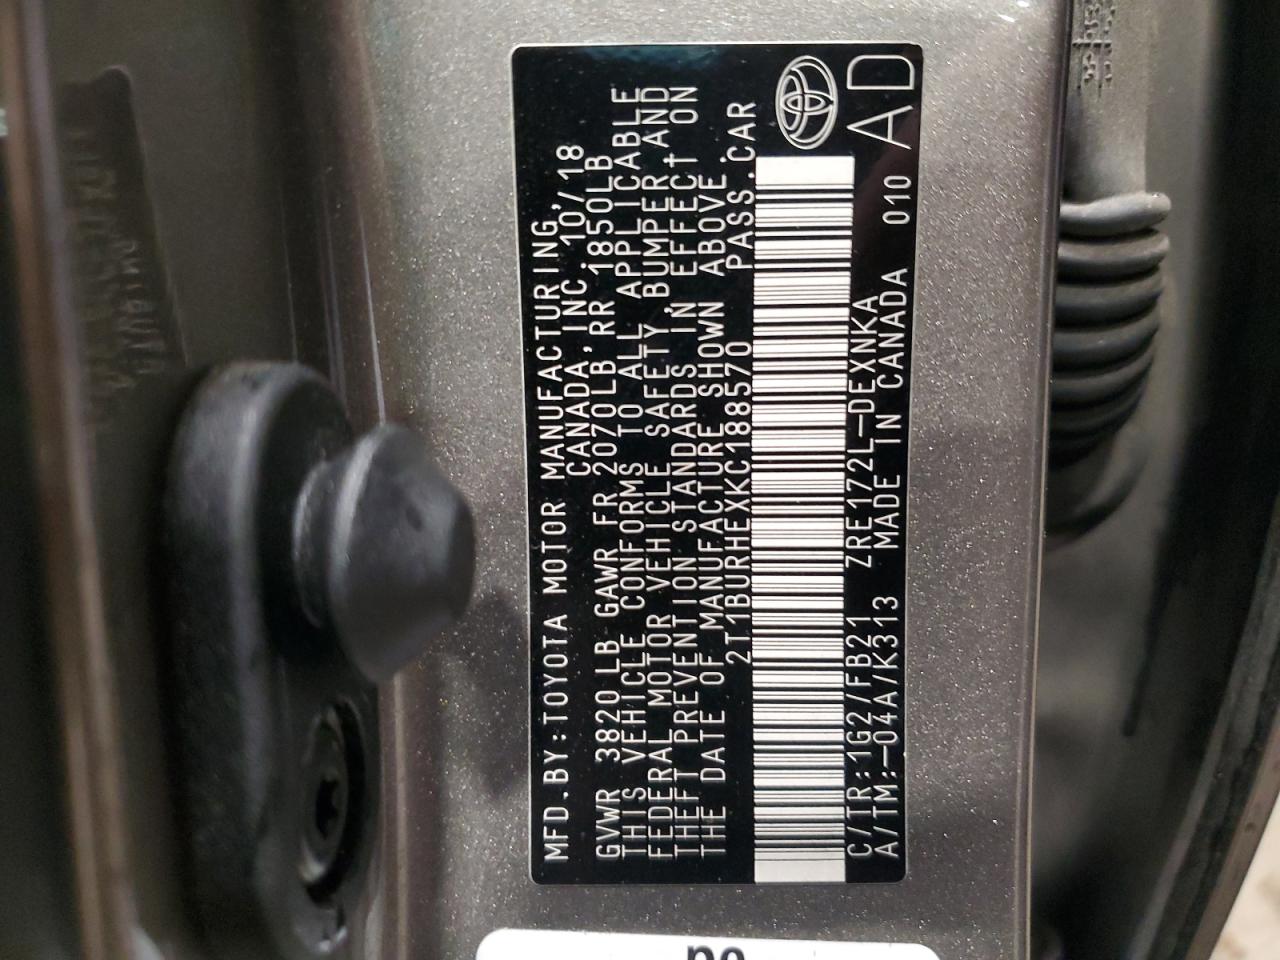 MFD.BY:TOYOTA MOTOR MANUFACTURING,
CANADA,INC.10/18
GVWR 3820 LB GAWR FR 2070LB,RR 1850LB
THIS VEHICLE CONFORMS TO ALL APPLICABLE
FEDERAL MOTOR VEHICLE SAFETY,BUMPER,AND
THEFT PREVENTION STANDARDS IN EFFECT ON
THE DATE OF MANUFACTURE SHOWN ABOVE.
2T1BURHEXKC188570 PASS.CAR
C/TR:1G2/FB21 ZRE172L-DEXNKA 010
A/TM:-04A/K313 MADE IN CANADA
AD